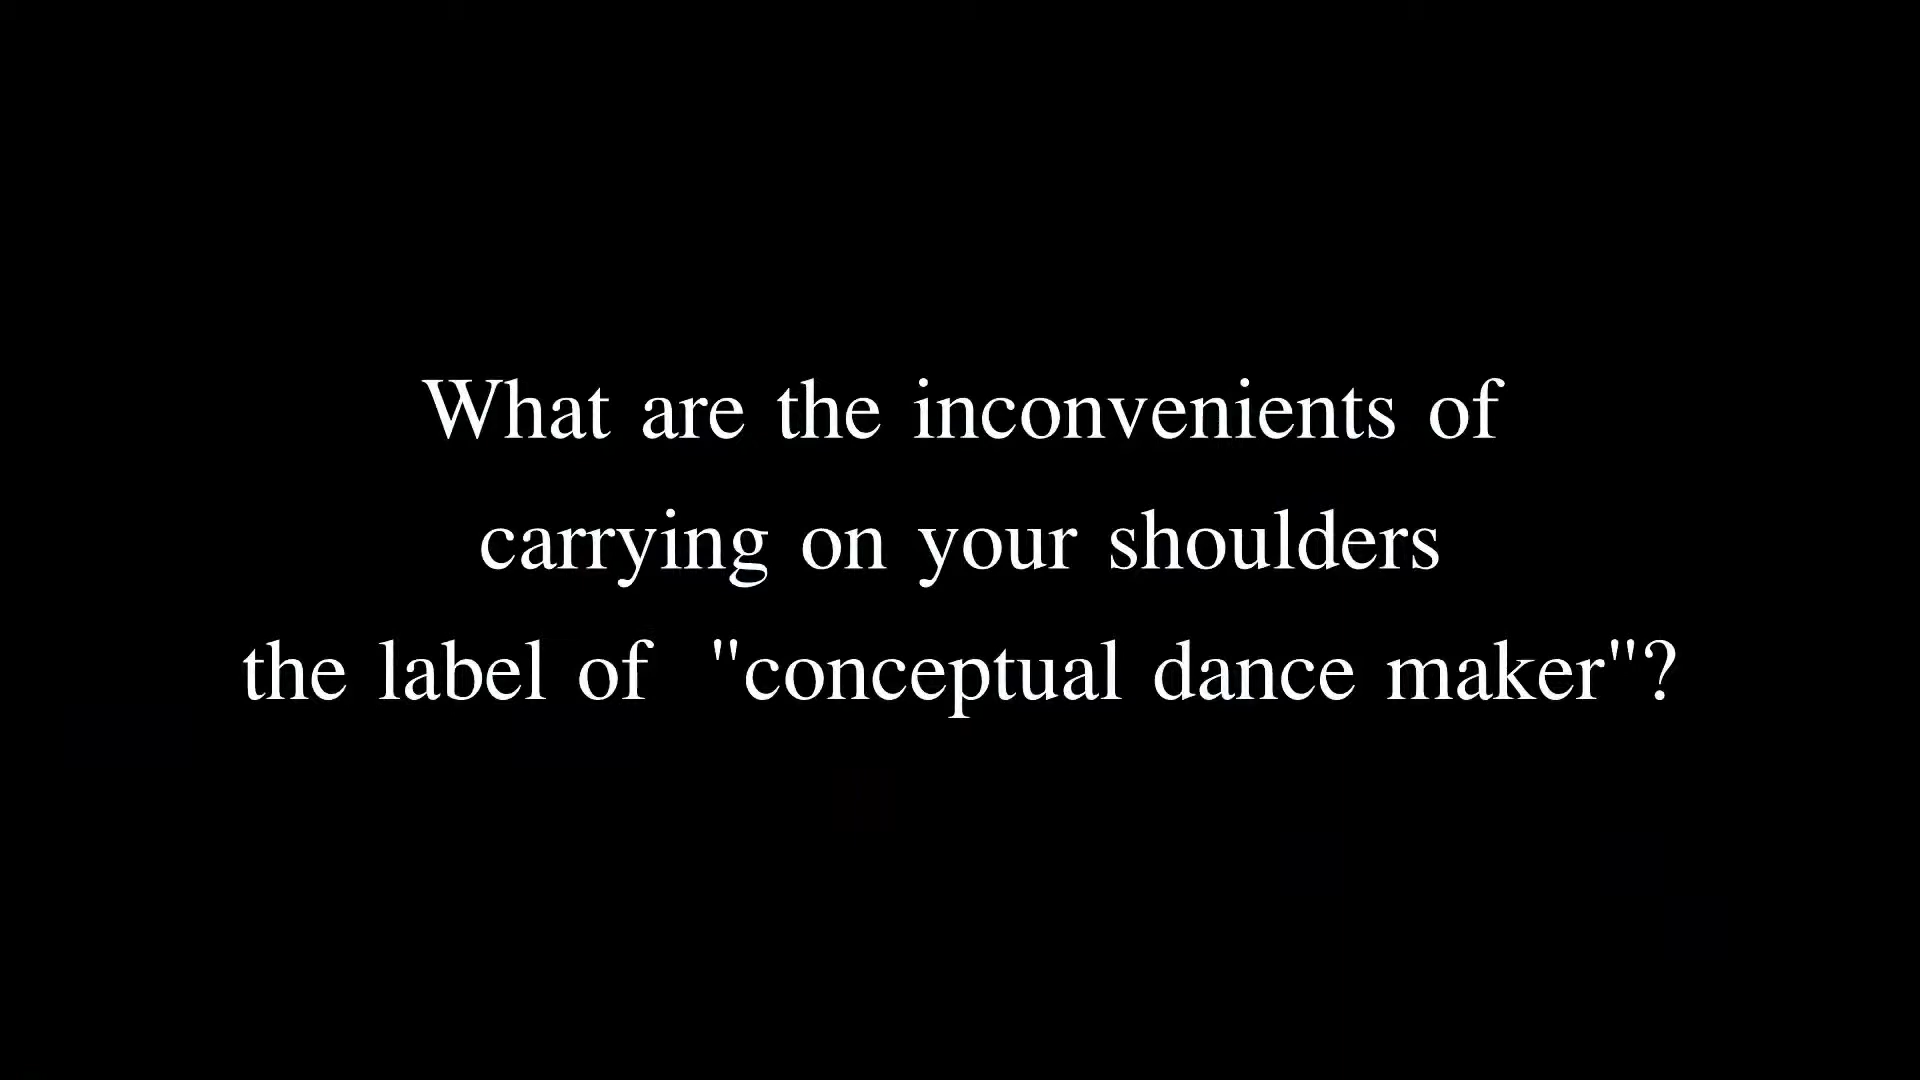 What are the inconvenients of
carrying on your shoulders
the label of  "conceptual dance maker"?